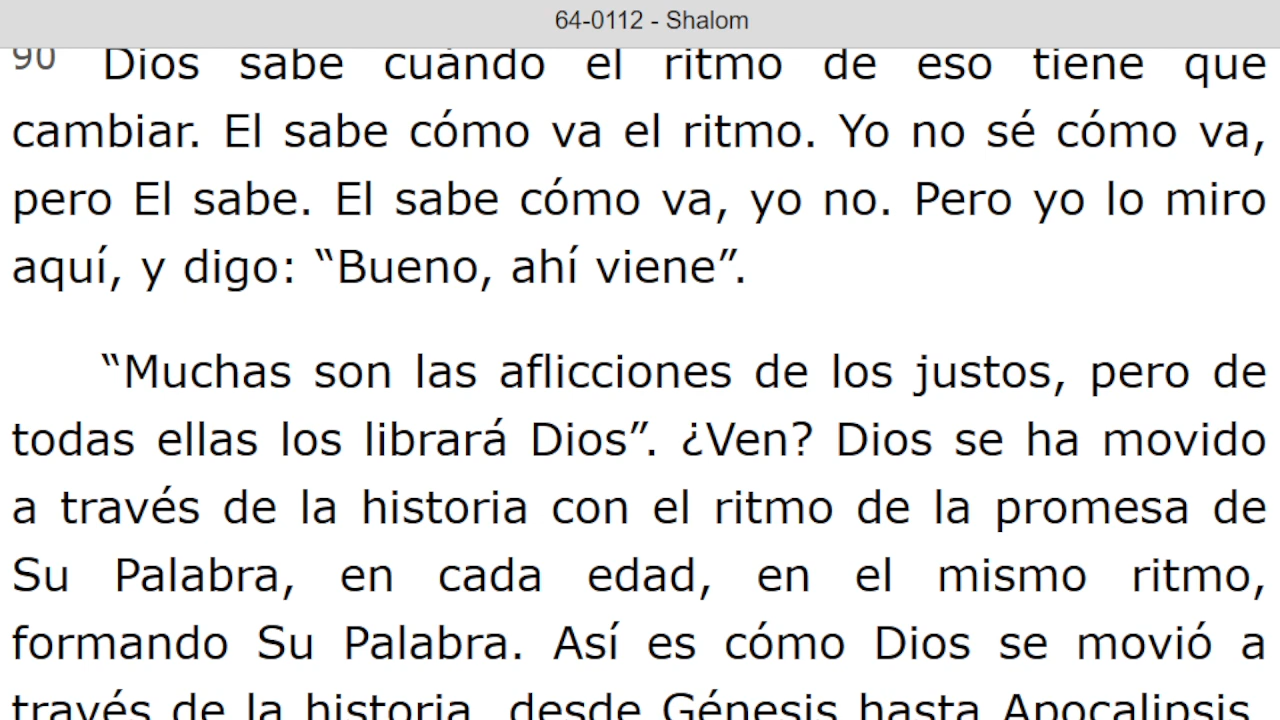 64-0112 - Shalom
90 Dios sabe cuándo el ritmo de eso tiene que
cambiar. El sabe cómo va el ritmo. Yo no sé cómo va,
pero El sabe. El sabe cómo va, yo no. Pero yo lo miro
aquí, y digo: “Bueno, ahí viene”.
“Muchas son las aflicciones de los justos, pero de
todas ellas los librará Dios”. ¿Ven? Dios se ha movido
a través de la historia con el ritmo de la promesa de
Su Palabra, en cada edad, en el mismo ritmo,
formando Su Palabra. Así es cómo Dios se movió a
través de la historia, desde Génesis hasta Apocalipsis,